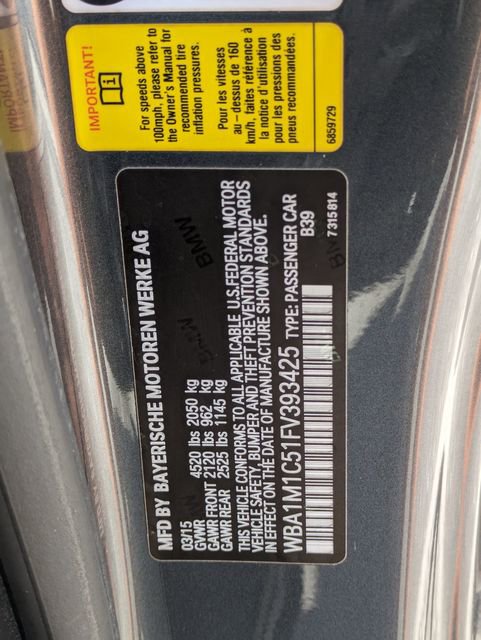 IMPORTANT!
For speeds above
100mph, please refer to
the Owner's Manual for
recommended tire
inflation pressures.
Pour les vitesses
au - dessus de 160
km/h, faites référence à
la notice d'utilisation
pour les pressions des
pneus recommandées.
6859729
MFD BY BAYERISCHE MOTOREN WERKE AG
03/15
GVWR 4520 lbs 2050 kg
GAWR FRONT 2120 lbs 962 kg
GAWR REAR 2525 lbs 1145 kg
THIS VEHICLE CONFORMS TO ALL APPLICABLE U.S.FEDERAL MOTOR
VEHICLE SAFETY, BUMPER AND THEFT PREVENTION STANDARDS
IN EFFECT ON THE DATE OF MANUFACTURE SHOWN ABOVE.
WBA1M1C51FV393425 TYPE: PASSENGER CAR
B39
7315814
BMW
BMW